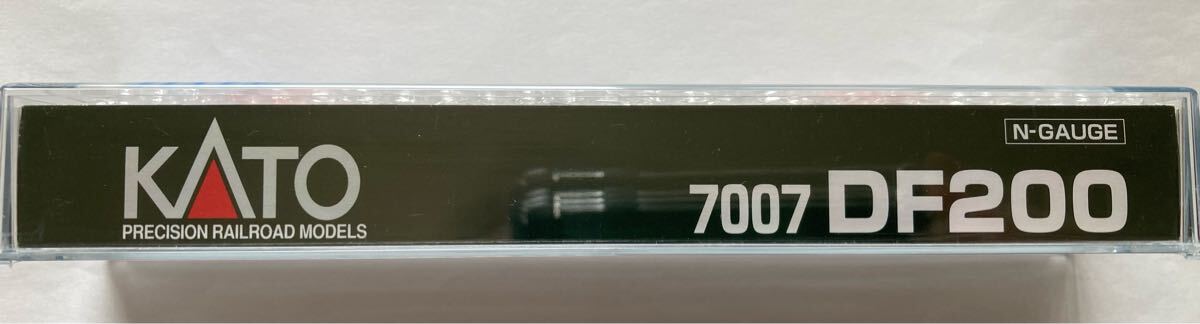 KATO
PRECISION RAILROAD MODELS
N-GAUGE
7007 DF200